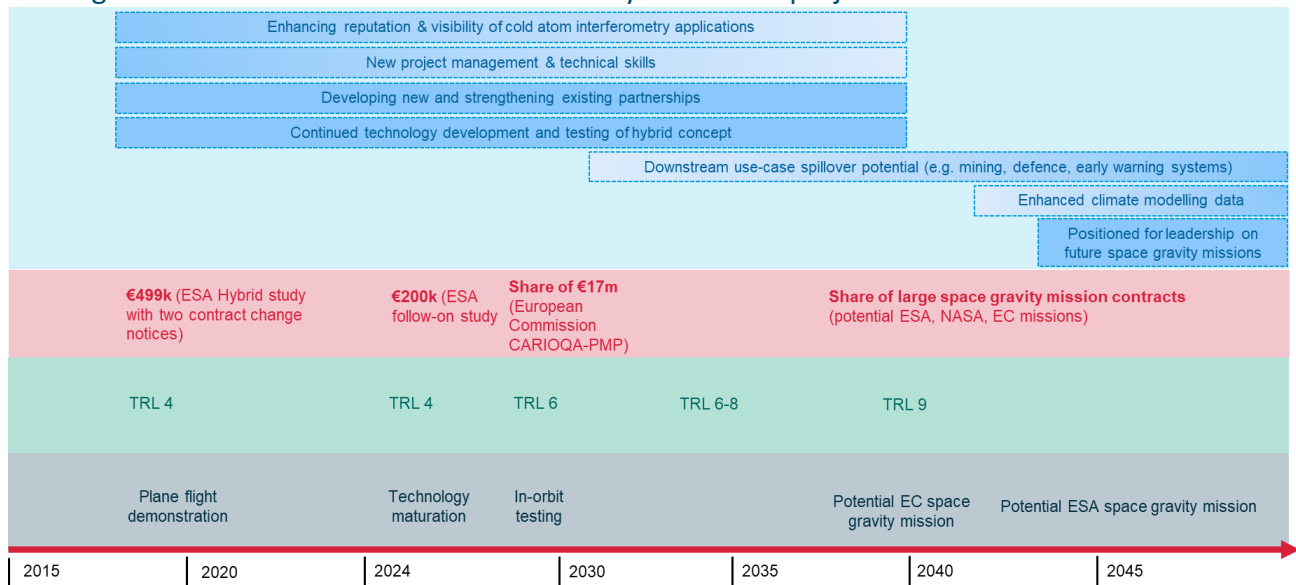 Enhancing reputation & visibility of cold atom interferometry applications
New project management & technical skills
Developing new and strengthening existing partnerships
Continued technology development and testing of hybrid concept
Downstream use-case spillover potential (e.g. mining, defence, early warning systems)
Enhanced climate modelling data
Positioned for leadership on
future space gravity missions
€499k (ESA Hybrid study
with two contract change
notices)
€200k (ESA
follow-on study
Share of €17m
(European
Commission
CARIOQA-PMP)
Share of large space gravity mission contracts
(potential ESA, NASA, EC missions)
TRL 4
TRL 4
TRL 6
TRL 6-8
TRL 9
Plane flight
demonstration
Technology
maturation
In-orbit
testing
Potential EC space
gravity mission
Potential ESA space gravity mission
2015
2020
2024
2030
2035
2040
2045